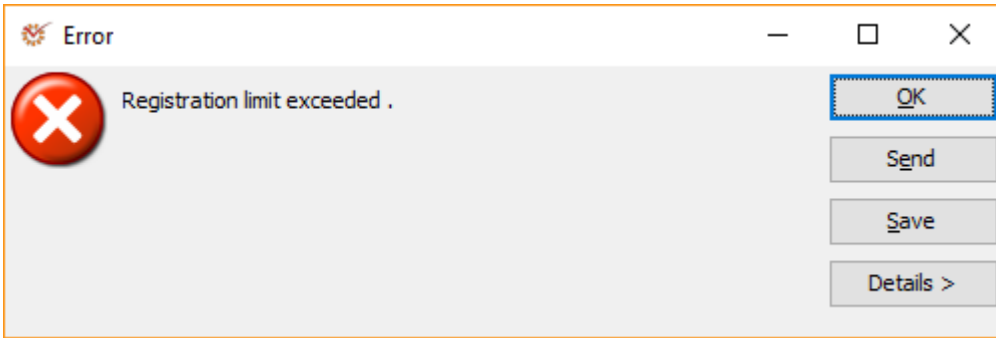 Error
Registration limit exceeded .
OK
Send
Save
Details >